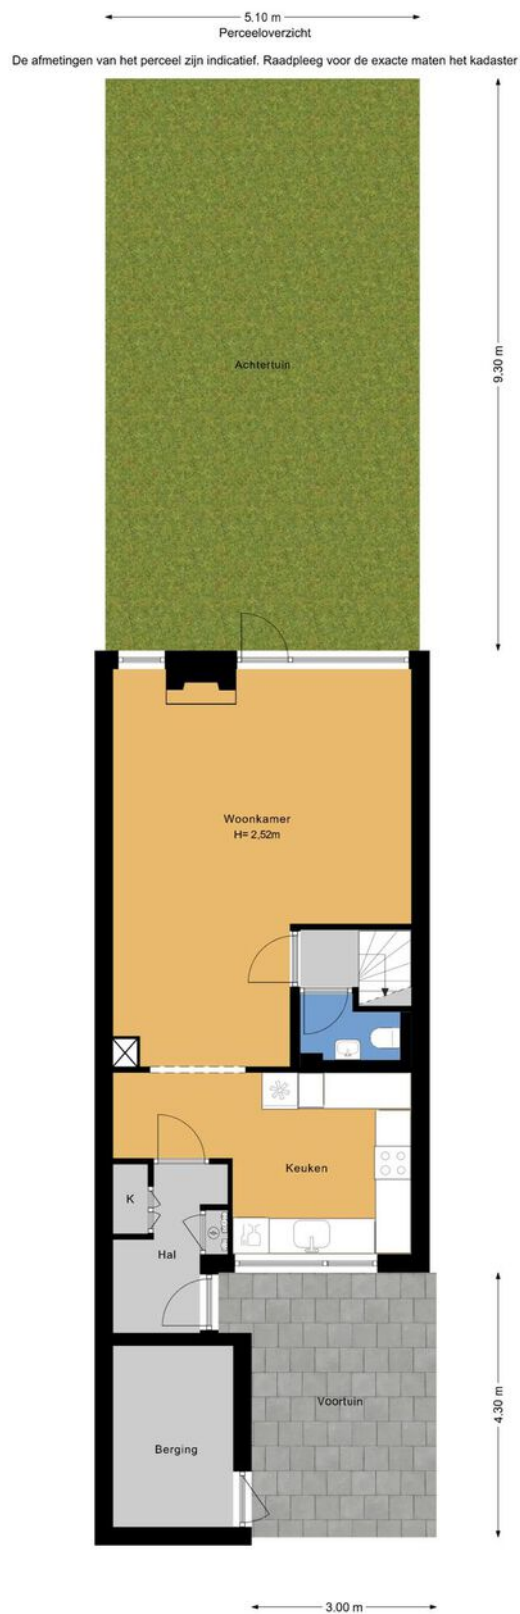 5.10 m
Perceeloverzicht
De afmetingen van het perceel zijn indicatief. Raadpleeg voor de exacte maten het kadaster
Achtertuin
9.30 m
Woonkamer
H= 2,52m
Keuken
K
Hal
Voortuin
4.30 m
Berging
3.00 m